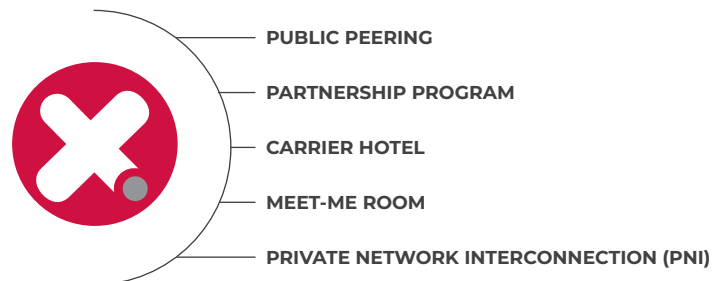 PUBLIC PEERING
PARTNERSHIP PROGRAM
CARRIER HOTEL
MEET-ME ROOM
PRIVATE NETWORK INTERCONNECTION (PNI)